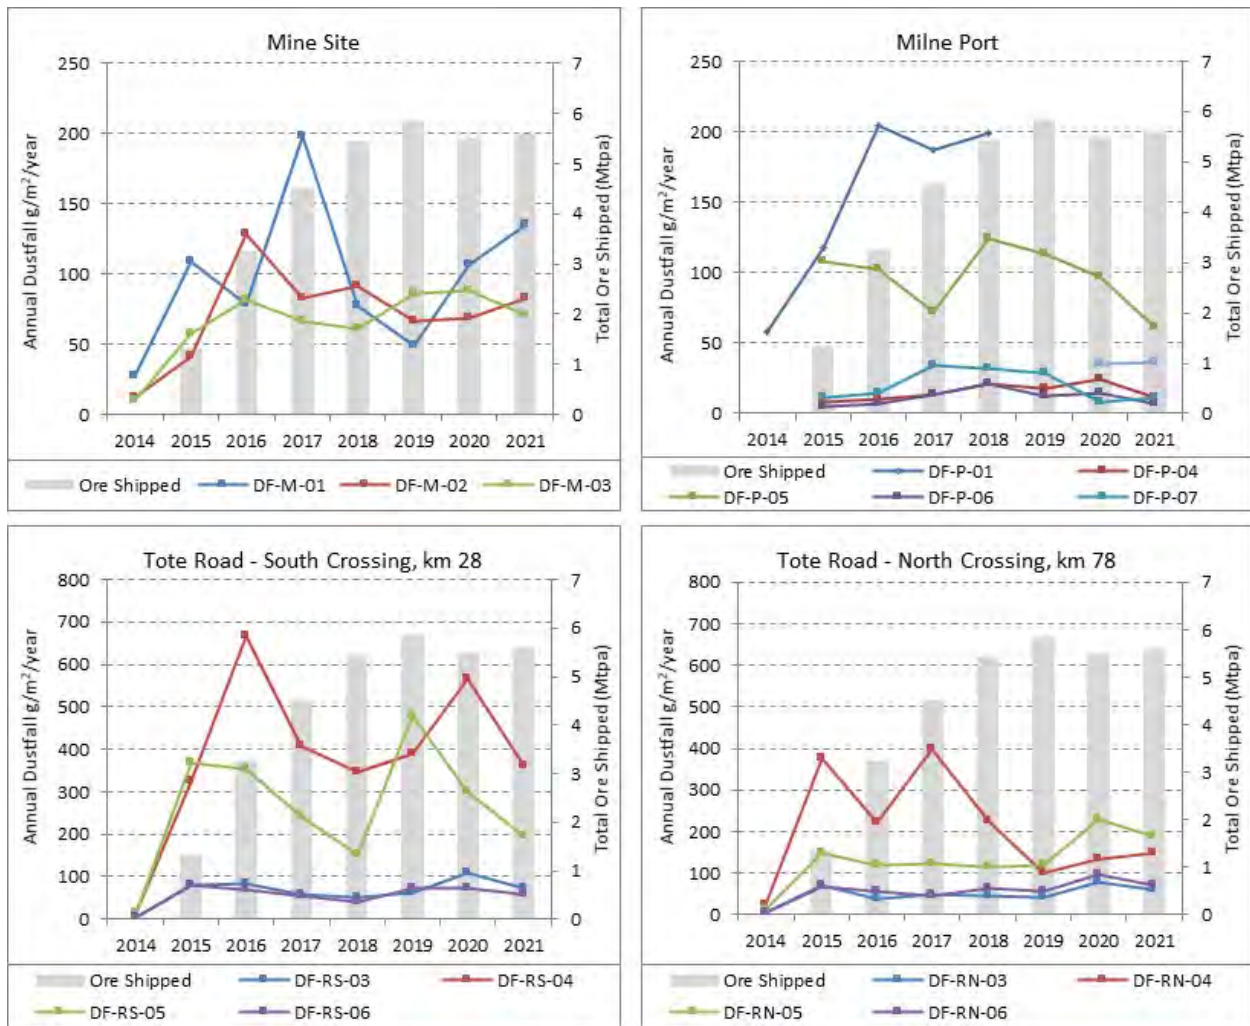 Mine Site
Annual Dustfall g/m²/year
250
200
150
100
50
0
7
6
5
4
3
2
1
0
Total Ore Shipped (Mtpa)
2014 2015 2016 2017 2018 2019 2020 2021
Ore Shipped DF-M-01 DF-M-02 DF-M-03
Milne Port
Annual Dustfall g/m²/year
250
200
150
100
50
0
7
6
5
4
3
2
1
0
Total Ore Shipped (Mtpa)
2014 2015 2016 2017 2018 2019 2020 2021
Ore Shipped DF-P-01 DF-P-04
DF-P-05 DF-P-06 DF-P-07
Tote Road - South Crossing, km 28
Annual Dustfall g/m²/year
800
700
600
500
400
300
200
100
0
7
6
5
4
3
2
1
0
Total Ore Shipped (Mtpa)
2014 2015 2016 2017 2018 2019 2020 2021
Ore Shipped DF-RS-03 DF-RS-04
DF-RS-05 DF-RS-06
Tote Road - North Crossing, km 78
Annual Dustfall g/m²/year
800
700
600
500
400
300
200
100
0
7
6
5
4
3
2
1
0
Total Ore Shipped (Mtpa)
2014 2015 2016 2017 2018 2019 2020 2021
Ore Shipped DF-RN-03 DF-RN-04
DF-RN-05 DF-RN-06